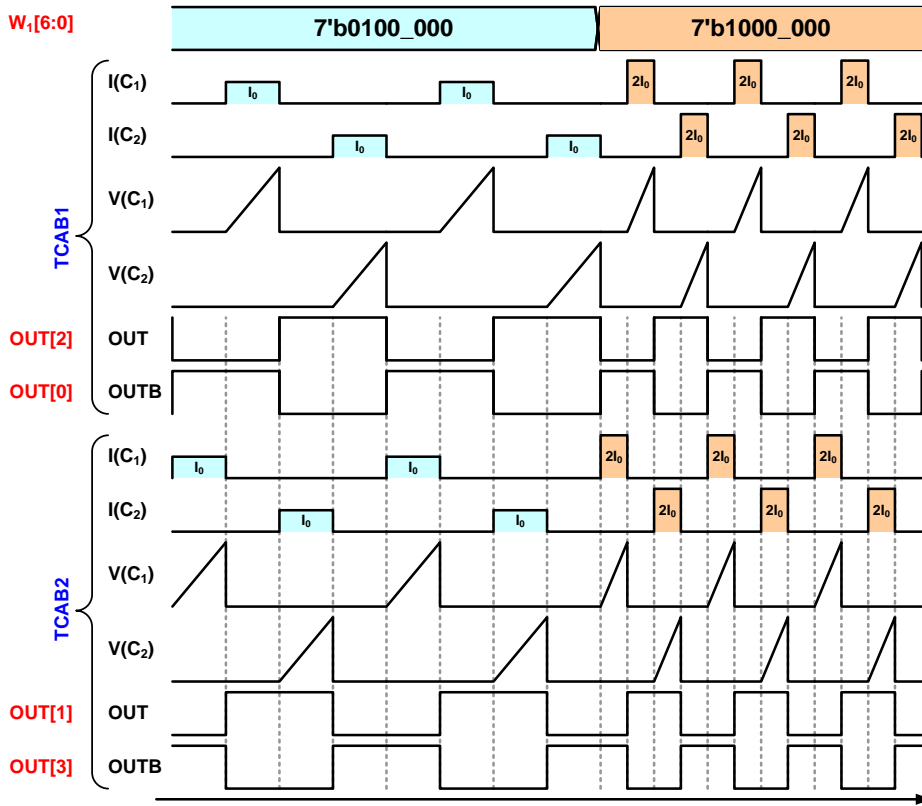 W₁[6:0] 7'b0100_000 7'b1000_000
TCAB1
I(C₁) I₀ I₀ 2I₀ 2I₀ 2I₀
I(C₂) I₀ I₀ 2I₀ 2I₀ 2I₀
V(C₁)
V(C₂)
OUT[2] OUT
OUT[0] OUTB
TCAB2
I(C₁) I₀ I₀ 2I₀ 2I₀ 2I₀
I(C₂) I₀ I₀ 2I₀ 2I₀ 2I₀
V(C₁)
V(C₂)
OUT[1] OUT
OUT[3] OUTB